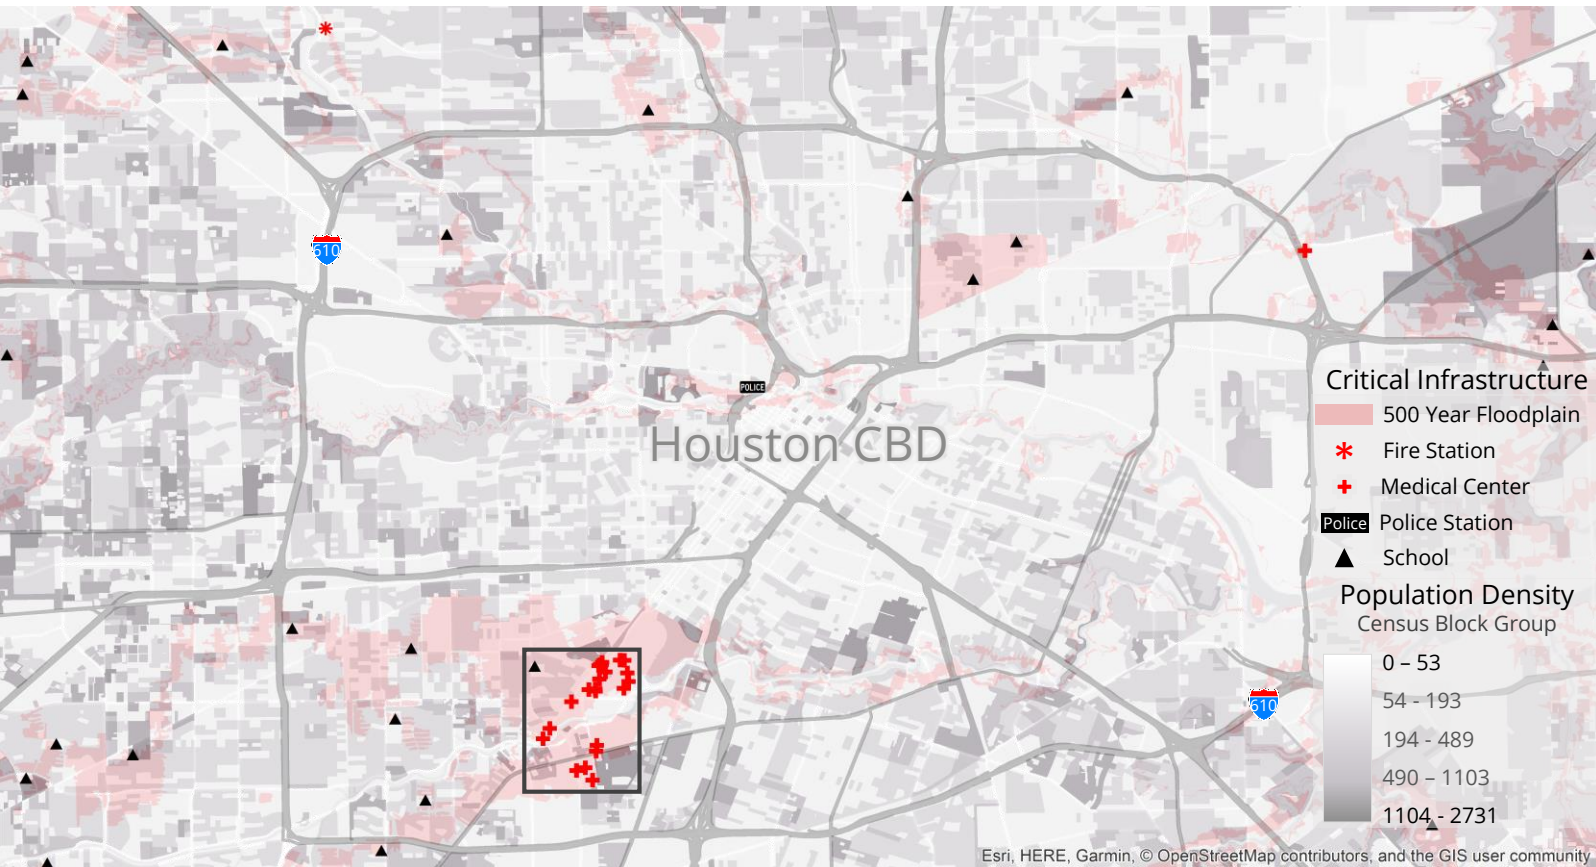 610
POLICE
Houston CBD
Critical Infrastructure
500 Year Floodplain
Fire Station
Medical Center
Police Police Station
School
Population Density
Census Block Group
0 – 53
54 - 193
194 - 489
490 – 1103
1104 - 2731
610
Esri, HERE, Garmin, © OpenStreetMap contributors, and the GIS user community